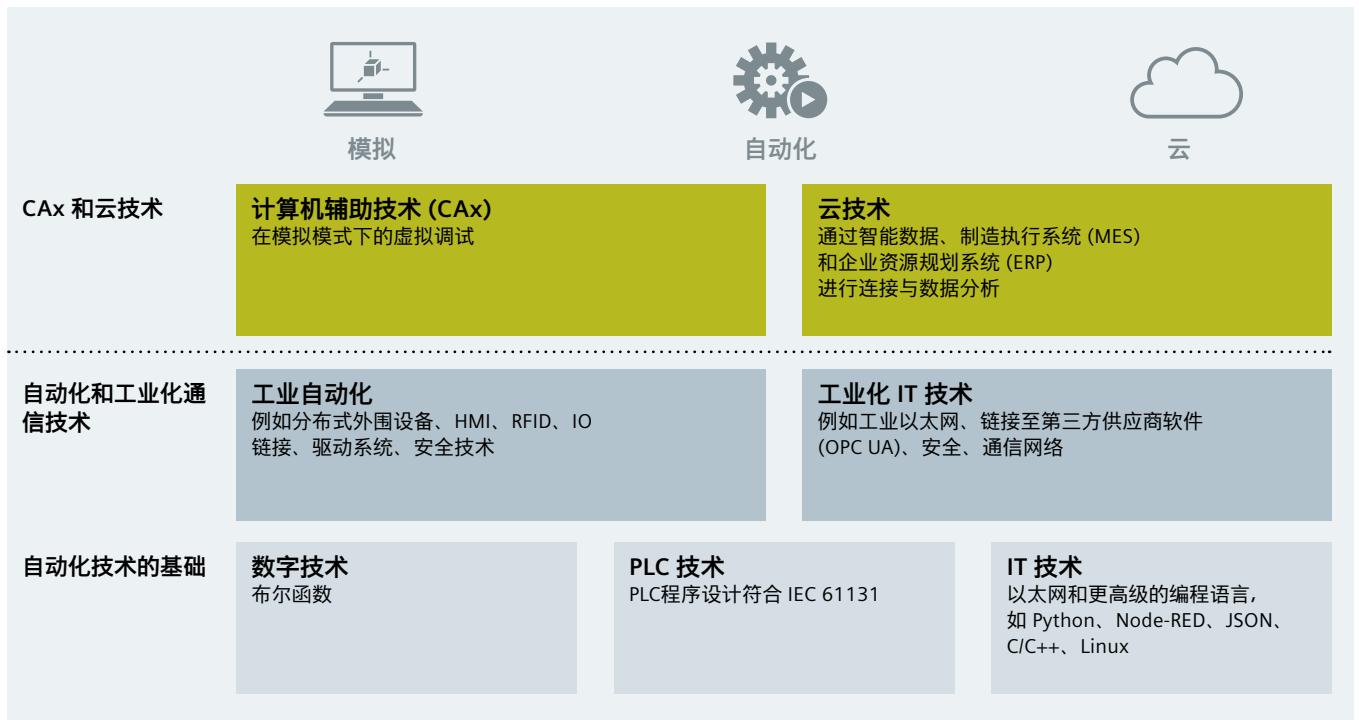 模拟
自动化
云
CAx 和云技术
计算机辅助技术 (CAx)
在模拟模式下的虚拟调试
云技术
通过智能数据、制造执行系统 (MES)
和企业资源规划系统 (ERP)
进行连接与数据分析
自动化和工业化通
信技术
工业自动化
例如分布式外围设备、HMI、RFID、IO
链接、驱动系统、安全技术
工业化 IT 技术
例如工业以太网、链接至第三方供应商软件
(OPC UA)、安全、通信网络
自动化技术的基础
数字技术
布尔函数
PLC 技术
PLC程序设计符合 IEC 61131
IT 技术
以太网和更高级的编程语言,
如 Python、Node-RED、JSON、
C/C++、Linux